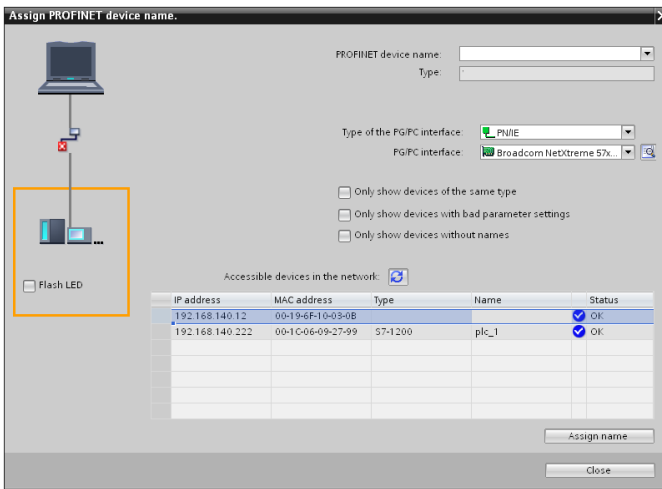 Assign PROFINET device name.
PROFINET device name:
Type:
Type of the PG/PC interface: PN/IE
PG/PC interface: Broadcom NetXtreme 57x...
Only show devices of the same type
Only show devices with bad parameter settings
Only show devices without names
...
Flash LED
Accessible devices in the network:
IP address MAC address Type Name Status
192.168.140.12 00-19-6F-10-03-0B OK
192.168.140.222 00-1C-06-09-27-99 S7-1200 plc_1 OK
Assign name
Close